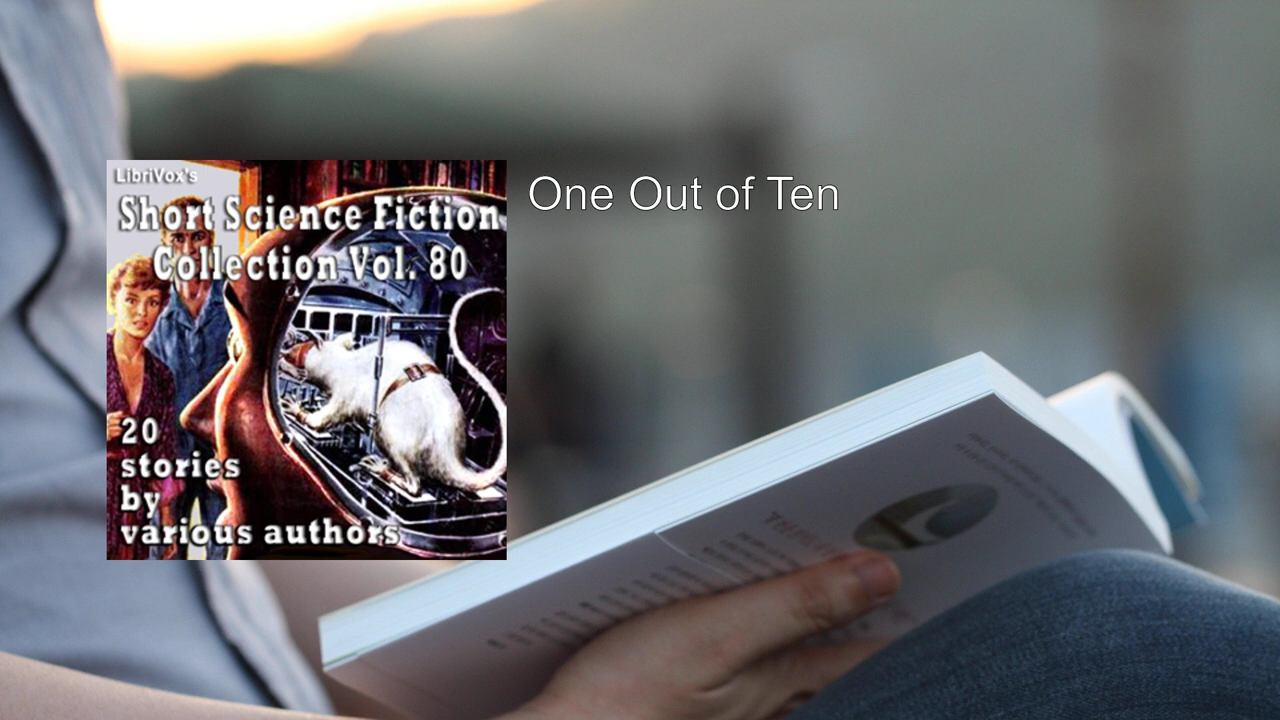 LibriVox's
Short Science Fiction
Collection Vol. 80
20
stories
by
various authors
One Out of Ten